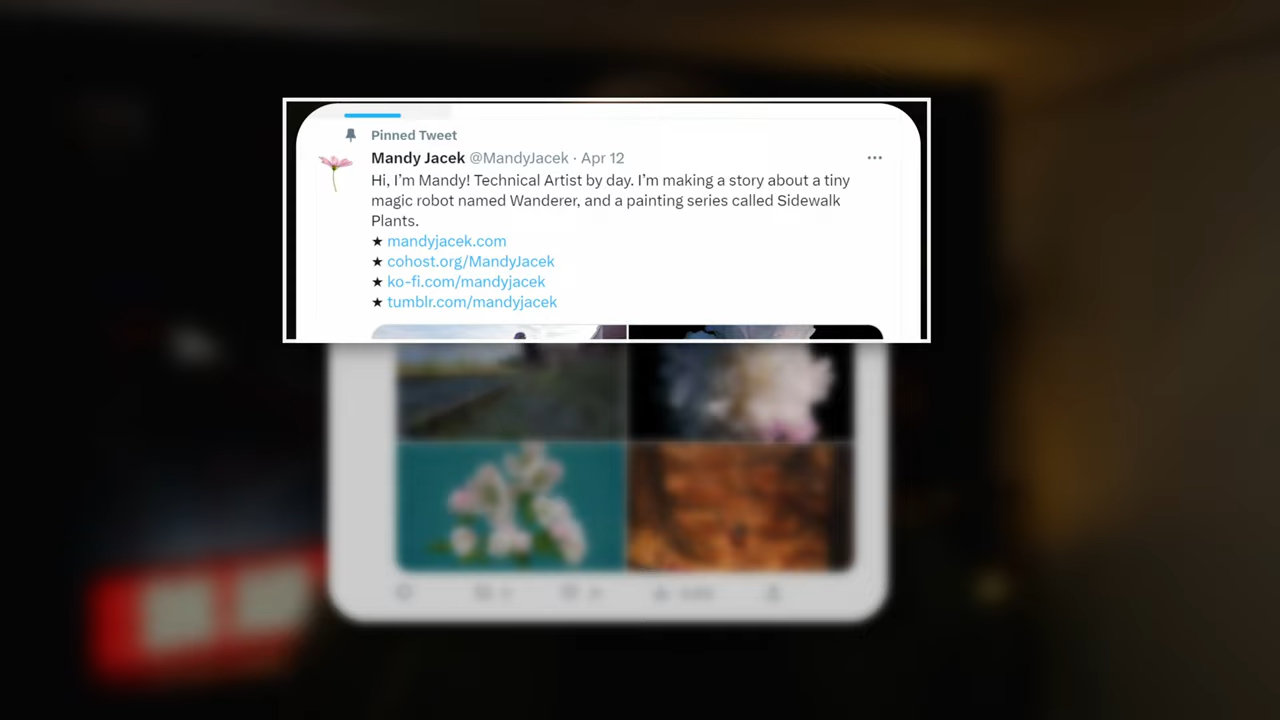 Pinned Tweet
Mandy Jacek @MandyJacek · Apr 12
Hi, I'm Mandy! Technical Artist by day. I'm making a story about a tiny
magic robot named Wanderer, and a painting series called Sidewalk
Plants.
★ mandyjacek.com
★ cohost.org/MandyJacek
★ ko-fi.com/mandyjacek
★ tumblr.com/mandyjacek